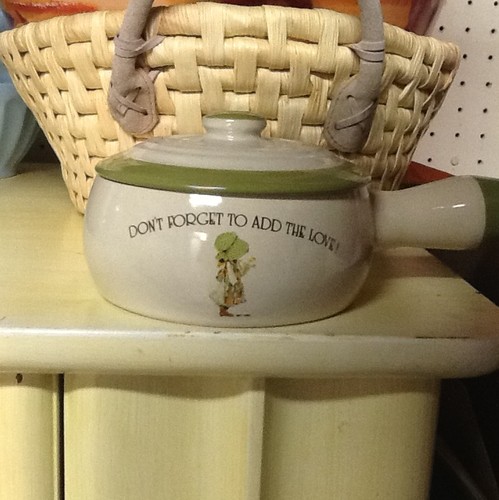 DON'T FORGET TO ADD THE LOVE!